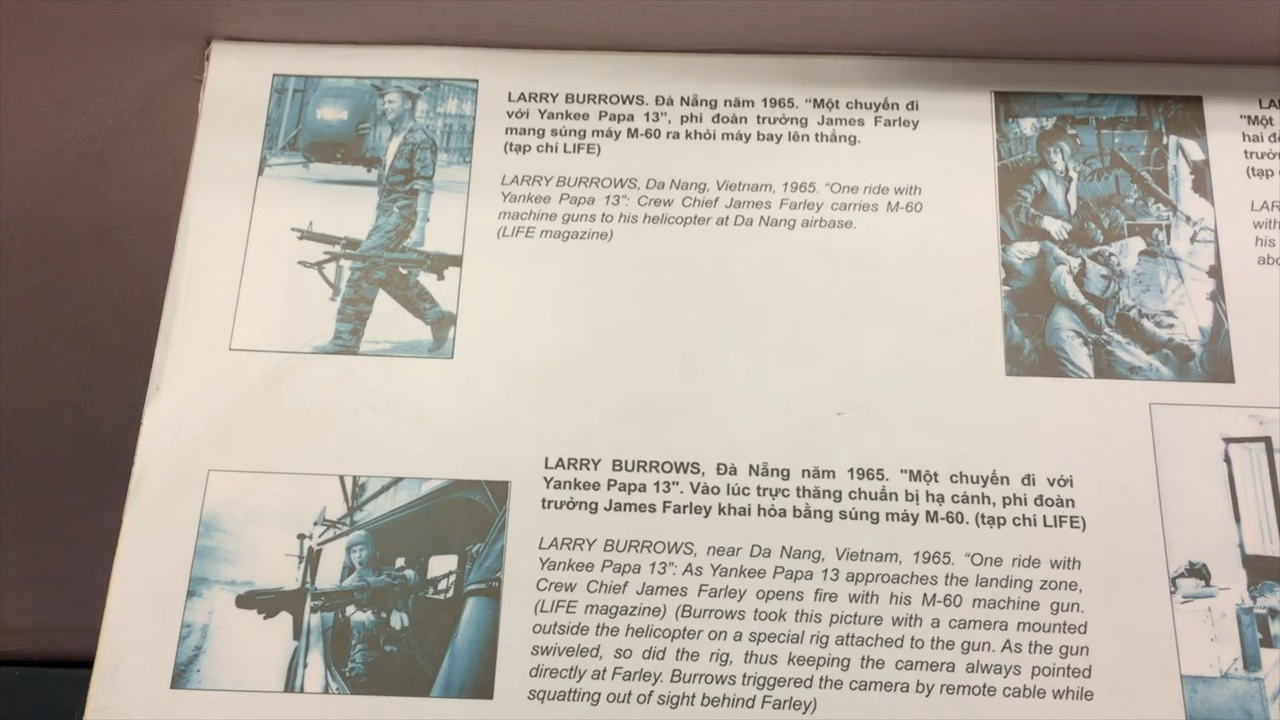 LARRY BURROWS. Đà Nẵng năm 1965. “Một chuyến đi
với Yankee Papa 13”, phi đoàn trưởng James Farley
mang súng máy M-60 ra khỏi máy bay lên thẳng.
(tạp chí LIFE)
LARRY BURROWS, Da Nang, Vietnam, 1965. “One ride with
Yankee Papa 13”: Crew Chief James Farley carries M-60
machine guns to his helicopter at Da Nang airbase.
(LIFE magazine)
"Một
hai
(tạp
with
his
LARRY BURROWS, Đà Nẵng năm 1965. "Một chuyến đi với
Yankee Papa 13". Vào lúc trực thăng chuẩn bị hạ cánh, phi đoàn
trưởng James Farley khai hỏa bằng súng máy M-60. (tạp chí LIFE)
LARRY BURROWS, near Da Nang, Vietnam, 1965. “One ride with
Yankee Papa 13”: As Yankee Papa 13 approaches the landing zone,
Crew Chief James Farley opens fire with his M-60 machine gun.
(LIFE magazine) (Burrows took this picture with a camera mounted
outside the helicopter on a special rig attached to the gun. As the gun
swiveled, so did the rig, thus keeping the camera always pointed
directly at Farley. Burrows triggered the camera by remote cable while
squatting out of sight behind Farley)